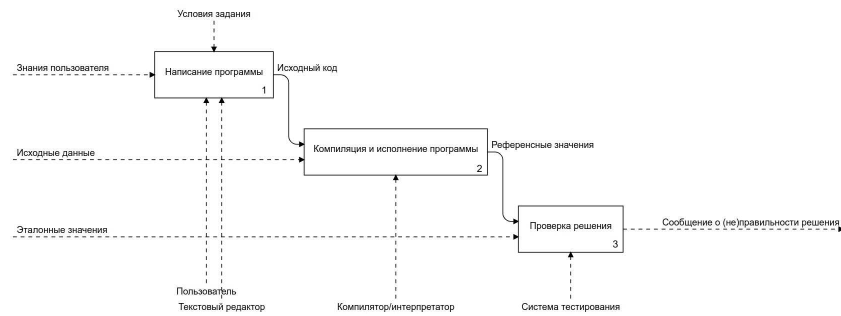 Условия задания
Знания пользователя
Написание программы
1
Исходный код
Исходные данные
Компиляция и исполнение программы
2
Референсные значения
Эталонные значения
Проверка решения
3
Сообщение о (не)правильности решения
Пользователь
Текстовый редактор
Компилятор/интерпретатор
Система тестирования